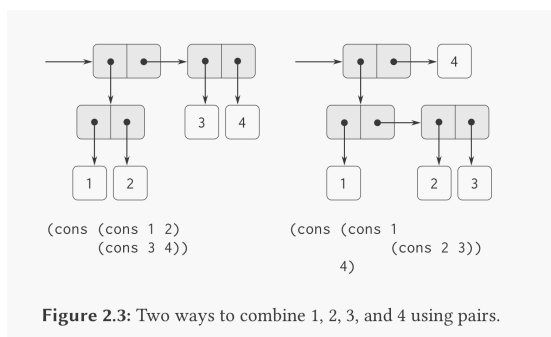 4
3 4
1 2
1
2 3
(cons (cons 1 2)
(cons 3 4))
(cons (cons 1
(cons 2 3))
4)
Figure 2.3: Two ways to combine 1, 2, 3, and 4 using pairs.